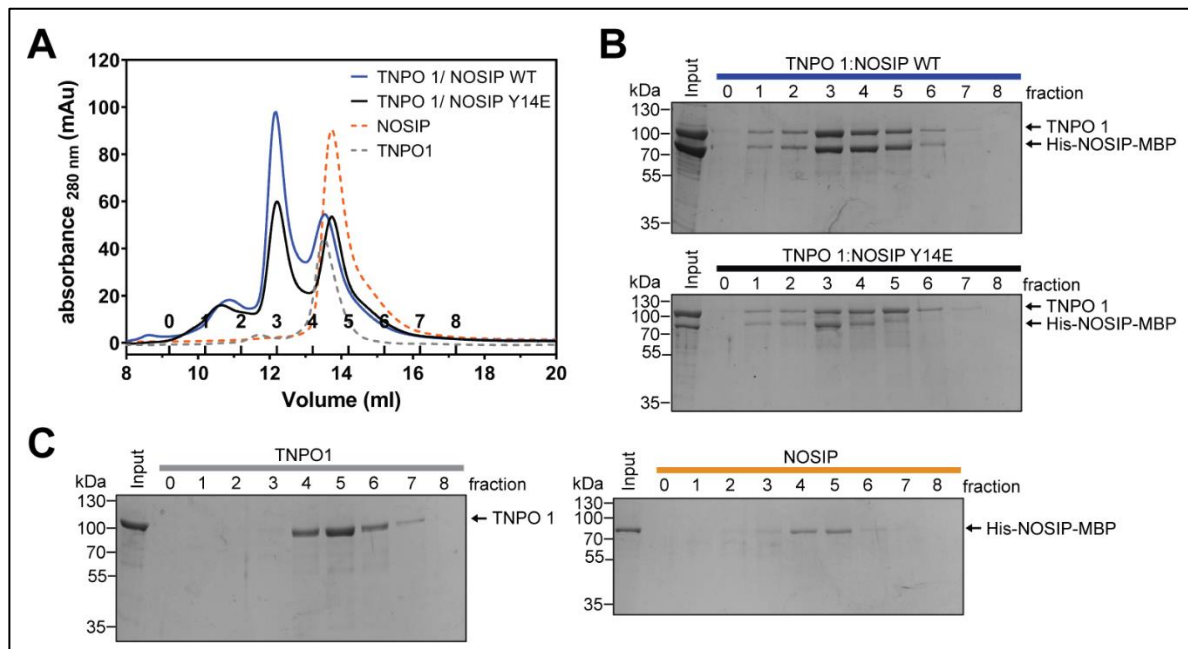 A
120
100
80
60
40
20
0
absorbance 280 nm (mAu)
TNPO 1/ NOSIP WT
TNPO 1/ NOSIP Y14E
NOSIP
TNPO1
0 1 2 3 4 5 6 7 8
8 10 12 14 16 18 20
Volume (ml)
B
TNPO 1:NOSIP WT
kDa Input 0 1 2 3 4 5 6 7 8 fraction
130
100
70
55
35
TNPO 1
His-NOSIP-MBP
TNPO 1:NOSIP Y14E
kDa Input 0 1 2 3 4 5 6 7 8 fraction
130
100
70
55
35
TNPO 1
His-NOSIP-MBP
C
TNPO1
kDa Input 0 1 2 3 4 5 6 7 8 fraction
130
100
70
55
35
TNPO 1
NOSIP
kDa Input 0 1 2 3 4 5 6 7 8 fraction
130
100
70
55
35
His-NOSIP-MBP